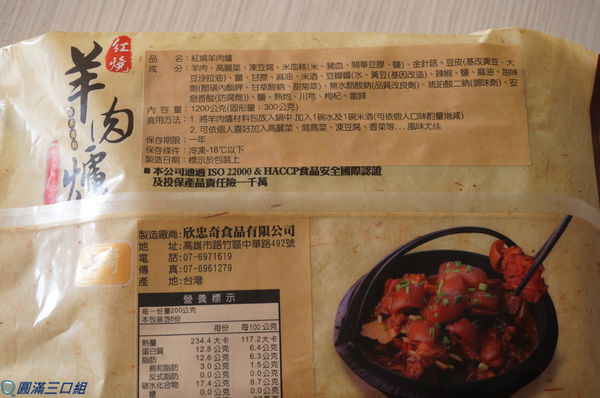 紅燒
羊肉爐
品　名：紅燒羊肉爐
成　分：羊肉、高麗菜、凍豆腐、米血糕(米、豬血、關華豆膠、鹽)、金針菇、豆皮(基改黃豆、大
豆沙拉油)、薑、甘蔗、麻油、米酒、豆瓣醬(水、黃豆(基因改造)、辣椒、鹽、麻油、甜味
劑(醋磺內酯鉀、甘草酸鈉、甜菊萃)、無水醋酸鈉(品質改良劑)、琥珀酸二鈉(調味劑)、安
息香酸(防腐劑))、鹽、熟地、川芎、枸杞、當歸
內 容 量：1200公克(固形量：300公克)
食用方法：1. 將羊肉爐材料包放入鍋中.加入1碗水及1碗米酒(可依個人口味酌量增減)
2. 可依個人喜好加入高麗菜、茼蒿菜、凍豆腐、香菜等...風味尤佳
保存期限：一年
保存條件：冷凍-18℃以下
製造日期：標示於包裝上
■本公司通過 ISO 22000 & HACCP食品安全國際認證
及投保產品責任險一千萬
製造廠商：欣忠奇食品有限公司
地　址:高雄市路竹區中華路492號
電　話:07-6971619
傳　真:07-6961279
產　地:台灣
營 養 標 示
每一份量200公克
本包裝含6份
每份 每100公克
熱量 234.4 大卡 117.2大卡
蛋白質 12.8 公克 6.4公克
脂肪 12.6 公克 6.3公克
飽和脂肪 3.0 公克 1.5公克
反式脂肪 0.0 公克 0.0公克
碳水化合物 17.4 公克 8.7公克
糖 0.0 公克 0.0公克
圓滿三口組